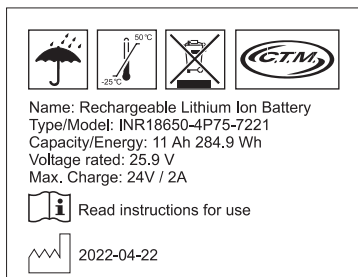 50°C
-25°C
C.T.M.
Name: Rechargeable Lithium Ion Battery
Type/Model: INR18650-4P75-7221
Capacity/Energy: 11 Ah 284.9 Wh
Voltage rated: 25.9 V
Max. Charge: 24V / 2A
i Read instructions for use
2022-04-22